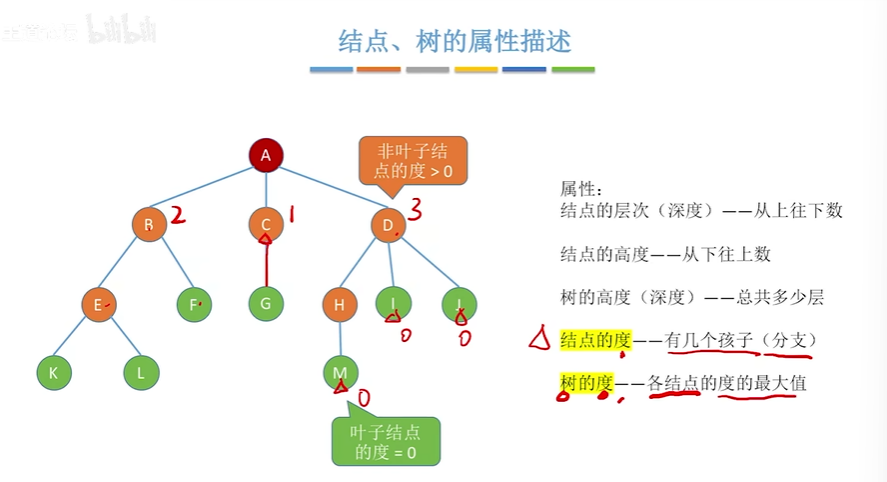 bilibili
结点、树的属性描述
A
非叶子结
点的度 > 0
B 2 C 1 D 3
E F G H I J
0 0
K L M 0
叶子结点
的度 = 0
属性：
结点的层次（深度）——从上往下数
结点的高度——从下往上数
树的高度（深度）——总共多少层
结点的度——有几个孩子（分支）
树的度——各结点的度的最大值